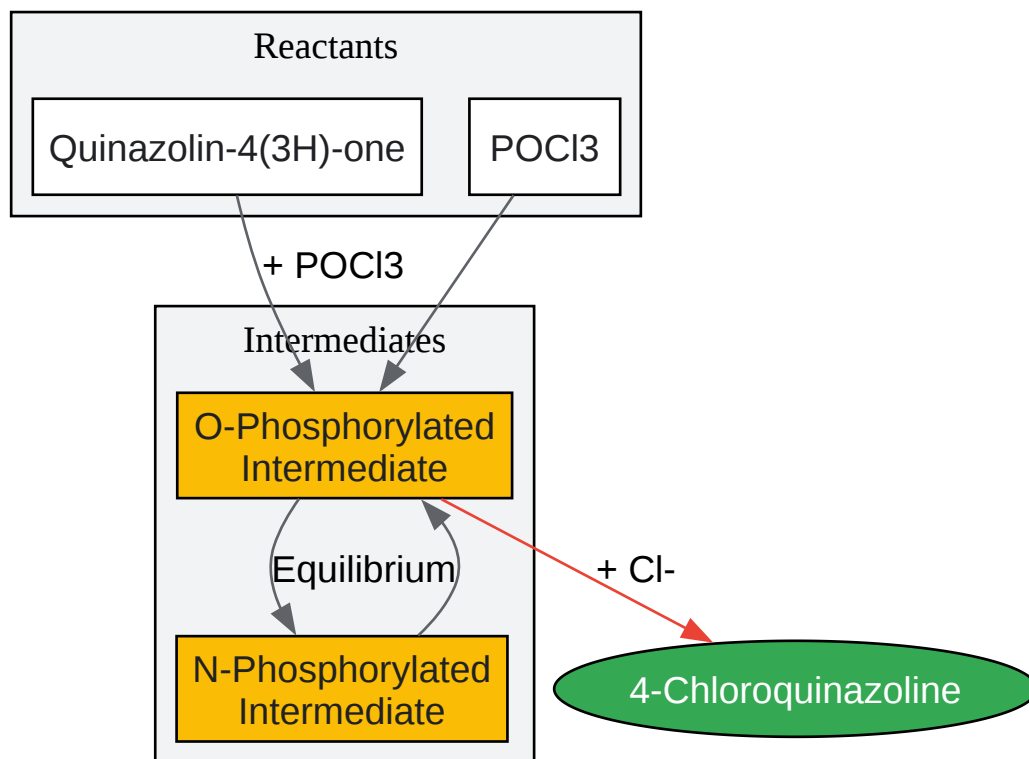 Reactants
Quinazolin-4(3H)-one
POCl3
+ POCl3
Intermediates
O-Phosphorylated
Intermediate
Equilibrium
+ Cl-
N-Phosphorylated
Intermediate
4-Chloroquinazoline